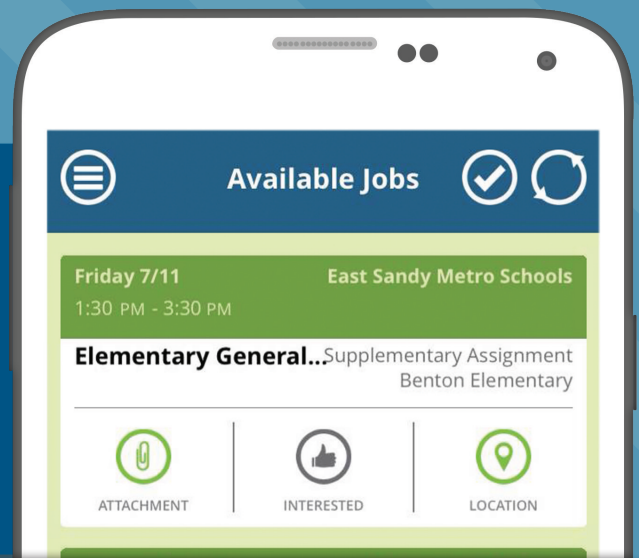 Available Jobs
Friday 7/11
East Sandy Metro Schools
1:30 PM - 3:30 PM
Elementary General...
Supplementary Assignment
Benton Elementary
ATTACHMENT
INTERESTED
LOCATION